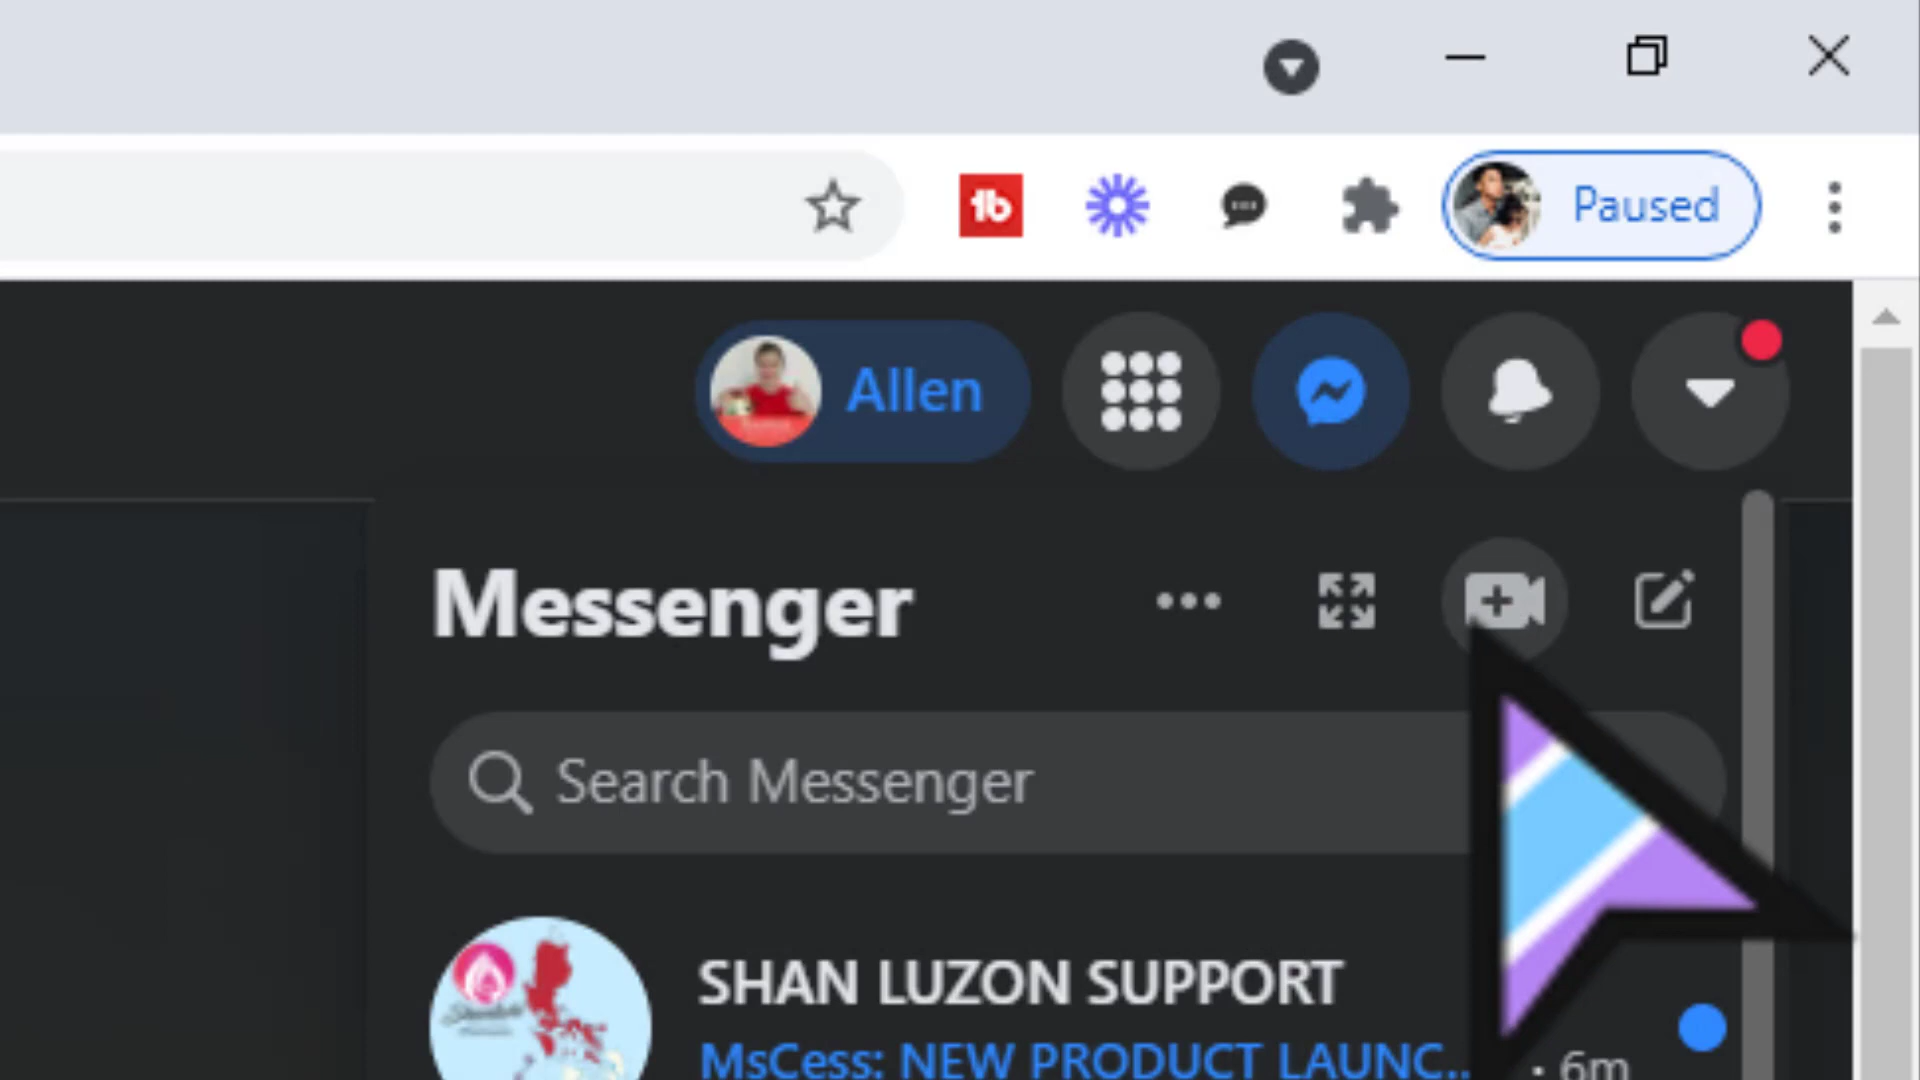 Paused
Allen
Messenger
Search Messenger
SHAN LUZON SUPPORT
MsCess: NEW PRODUCT LAUNC... · 6m